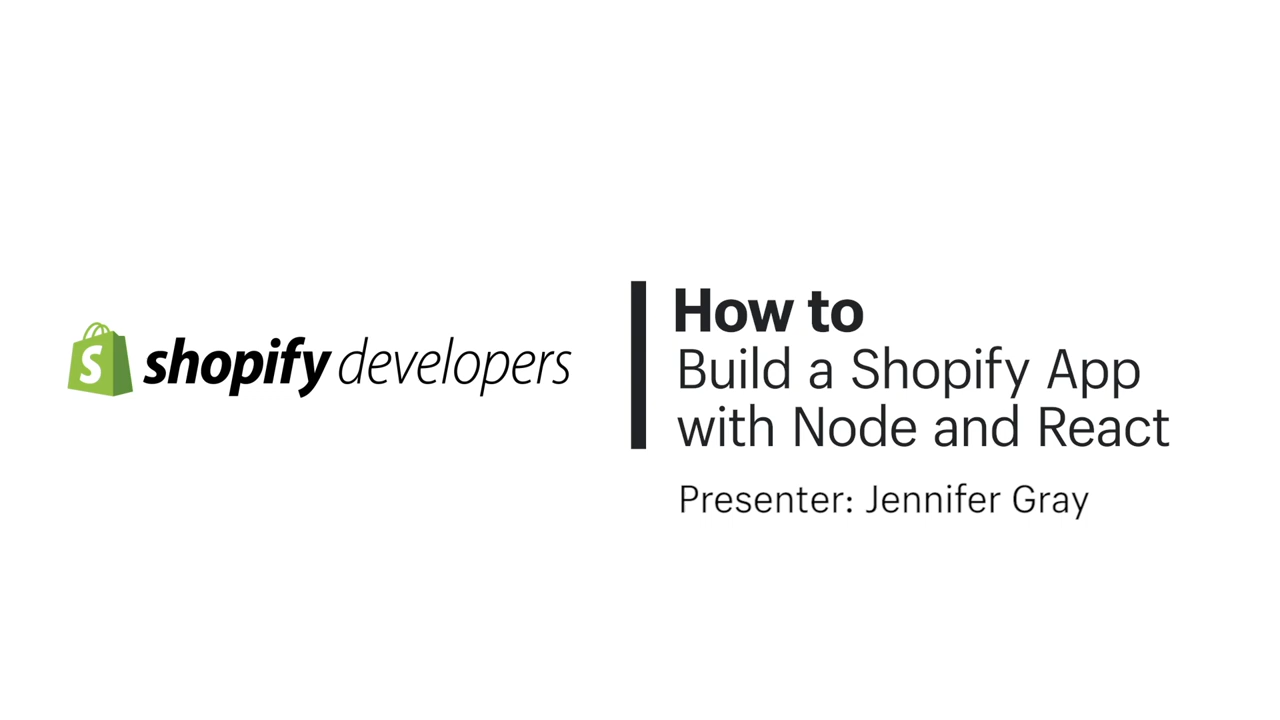 shopify developers
How to
Build a Shopify App
with Node and React
Presenter: Jennifer Gray